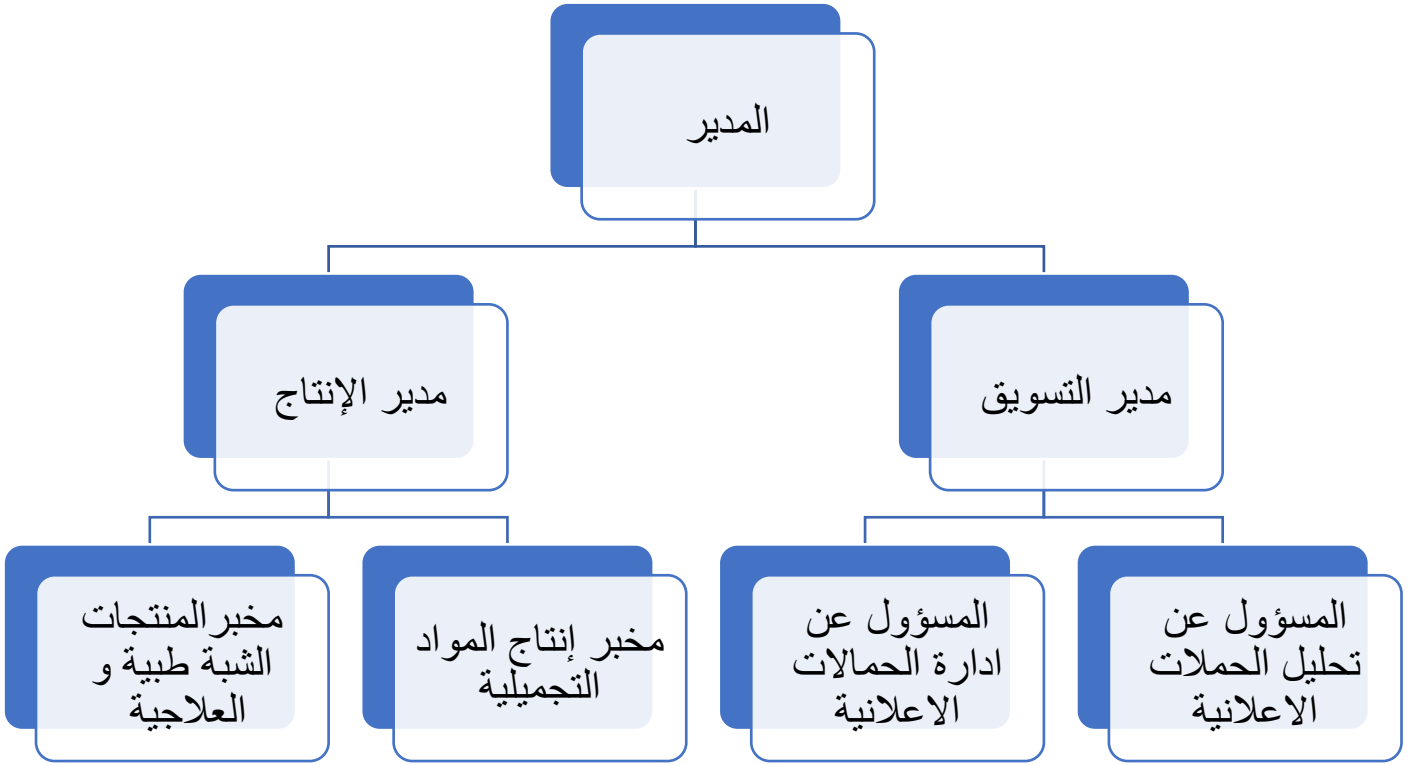 المدير
مدير التسويق
مدير الإنتاج
المسؤول عن
تحليل الحملات
الاعلانية
المسؤول عن
ادارة الحمالات
الاعلانية
مخبر إنتاج المواد
التجميلية
مخبر المنتجات
الشبة طبية و
العلاجية